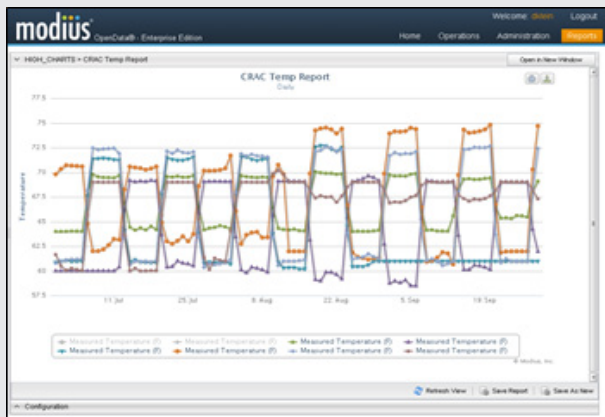 modius OpenData® - Enterprise Edition
Welcome: dklein Logout
Home Operations Administration Reports
HIGH_CHARTS > CRAC Temp Report
Open in New Window
CRAC Temp Report
Daily
Temperature
77.5
75
72.5
70
67.5
65
62.5
60
57.5
11 Jul 25 Jul 8 Aug 22 Aug 5 Sep 19 Sep
Measured Temperature (F) Measured Temperature (F) Measured Temperature (F) Measured Temperature (F)
Measured Temperature (F) Measured Temperature (F) Measured Temperature (F) Measured Temperature (F)
© Modius, Inc.
Refresh View Save Report Save As New
Configuration